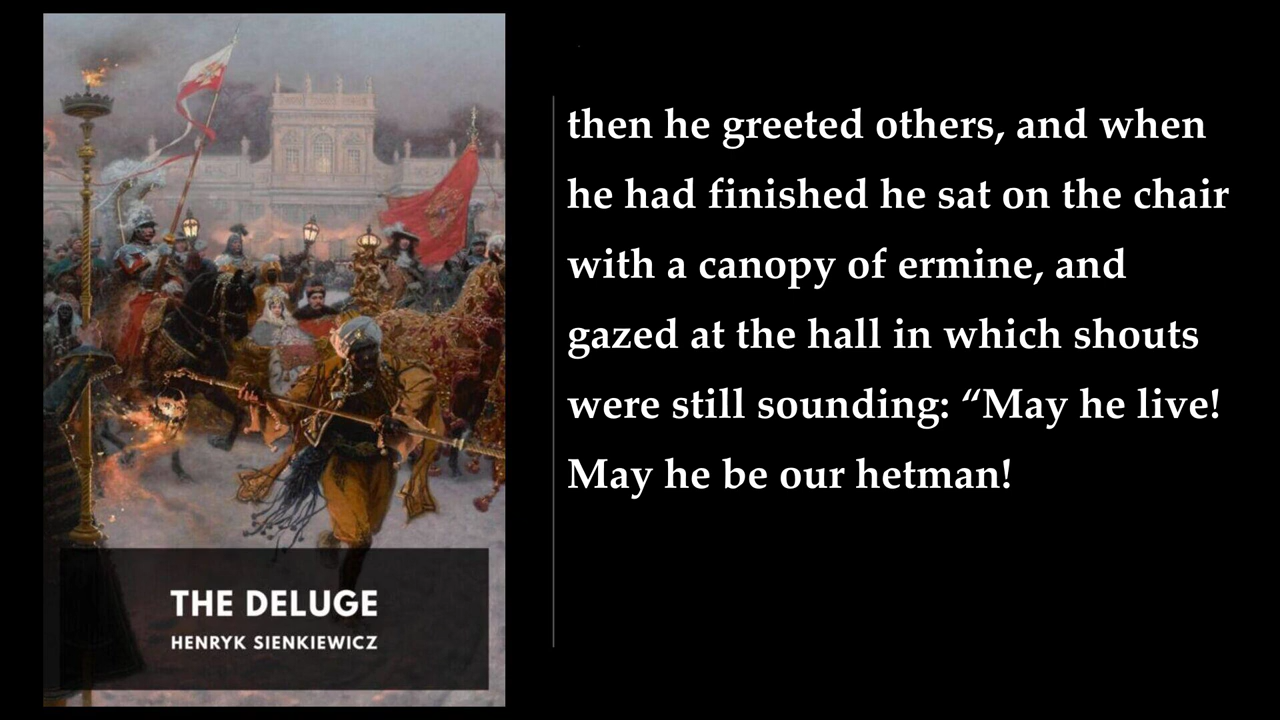 THE DELUGE
HENRYK SIENKIEWICZ
then he greeted others, and when
he had finished he sat on the chair
with a canopy of ermine, and
gazed at the hall in which shouts
were still sounding: “May he live!
May he be our hetman!